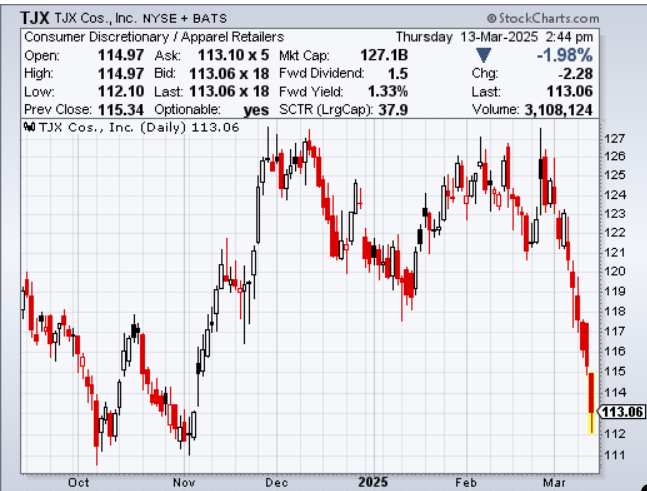 TJX TJX Cos., Inc. NYSE + BATS © StockCharts.com
Consumer Discretionary / Apparel Retailers Thursday 13-Mar-2025 2:44 pm
Open: 114.97 Ask: 113.10 x 5 Mkt Cap: 127.1B ▼ -1.98%
High: 114.97 Bid: 113.06 x 18 Fwd Dividend: 1.5 Chg: -2.28
Low: 112.10 Last: 113.06 x 18 Fwd Yield: 1.33% Last: 113.06
Prev Close: 115.34 Optionable: yes SCTR (LrgCap): 37.9 Volume: 3,108,124
TJX Cos., Inc. (Daily) 113.06
127
126
125
124
123
122
121
120
119
118
117
116
115
114
113.06
112
111
Oct Nov Dec 2025 Feb Mar